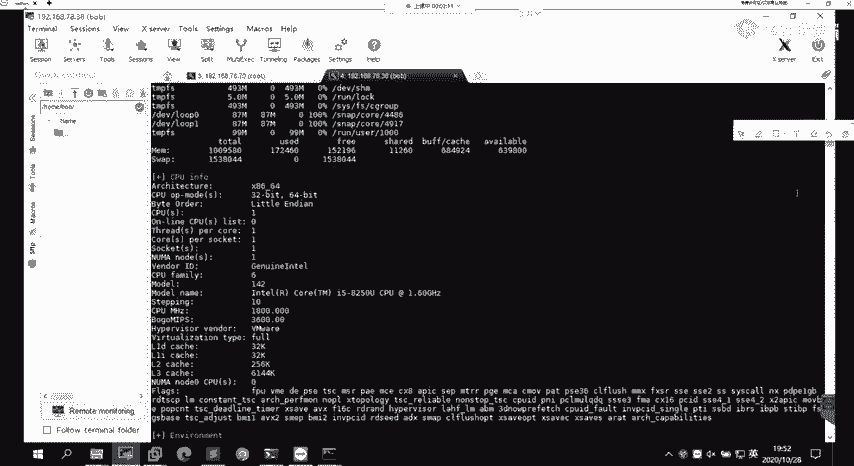 192.168.78.38 (bob)
Terminal Sessions View X server Tools Settings Macros Help
Session Servers Tools Sessions View Split MultiExec Tunneling Packages Settings Help
X server Exit
4. 192.168.78.38 (bob)
/home/bob/
Name
..
Sessions
Tools
Macros
Sftp
tmpfs 493M 0 493M 0% /dev/shm
tmpfs 5.0M 0 5.0M 0% /run/lock
tmpfs 493M 0 493M 0% /sys/fs/cgroup
/dev/loop0 87M 87M 0 100% /snap/core/4486
/dev/loop1 87M 87M 0 100% /snap/core/4917
tmpfs 99M 0 99M 0% /run/user/1000
total used free shared buff/cache available
Mem: 1009580 172460 152196 11260 684924 639800
Swap: 1538044 0 1538044
[+] CPU info
Architecture: x86_64
CPU op-mode(s): 32-bit, 64-bit
Byte Order: Little Endian
CPU(s): 1
On-line CPU(s) list: 0
Thread(s) per core: 1
Core(s) per socket: 1
Socket(s): 1
NUMA node(s): 1
Vendor ID: GenuineIntel
CPU family: 6
Model: 142
Model name: Intel(R) Core(TM) i5-8250U CPU @ 1.60GHz
Stepping: 10
CPU MHz: 1800.000
BogoMIPS: 3600.00
Hypervisor vendor: VMware
Virtualization type: full
L1d cache: 32K
L1i cache: 32K
L2 cache: 256K
L3 cache: 6144K
NUMA node0 CPU(s): 0
Flags: fpu vme de pse tsc msr pae mce cx8 apic sep mtrr pge mca cmov pat pse36 clflush mmx fxsr sse sse2 ss syscall nx pdpe1gb
rdtscp lm constant_tsc arch_perfmon nopl xtopology tsc_reliable nonstop_tsc cpuid pni pclmulqdq ssse3 fma cx16 pcid sse4_1 sse4_2 x2apic movb
popcnt tsc_deadline_timer xsave avx f16c rdrand hypervisor lahf_lm abm 3dnowprefetch cpuid_fault invpcid_single pti ssbd ibrs ibpb stibp fs
gsbase tsc_adjust bmi1 avx2 smep bmi2 invpcid rdseed adx smap clflushopt xsaveopt xsavec xsaves arat arch_capabilities
[+] Environment
Remote monitoring
Follow terminal folder
英
19:52
2020/10/26